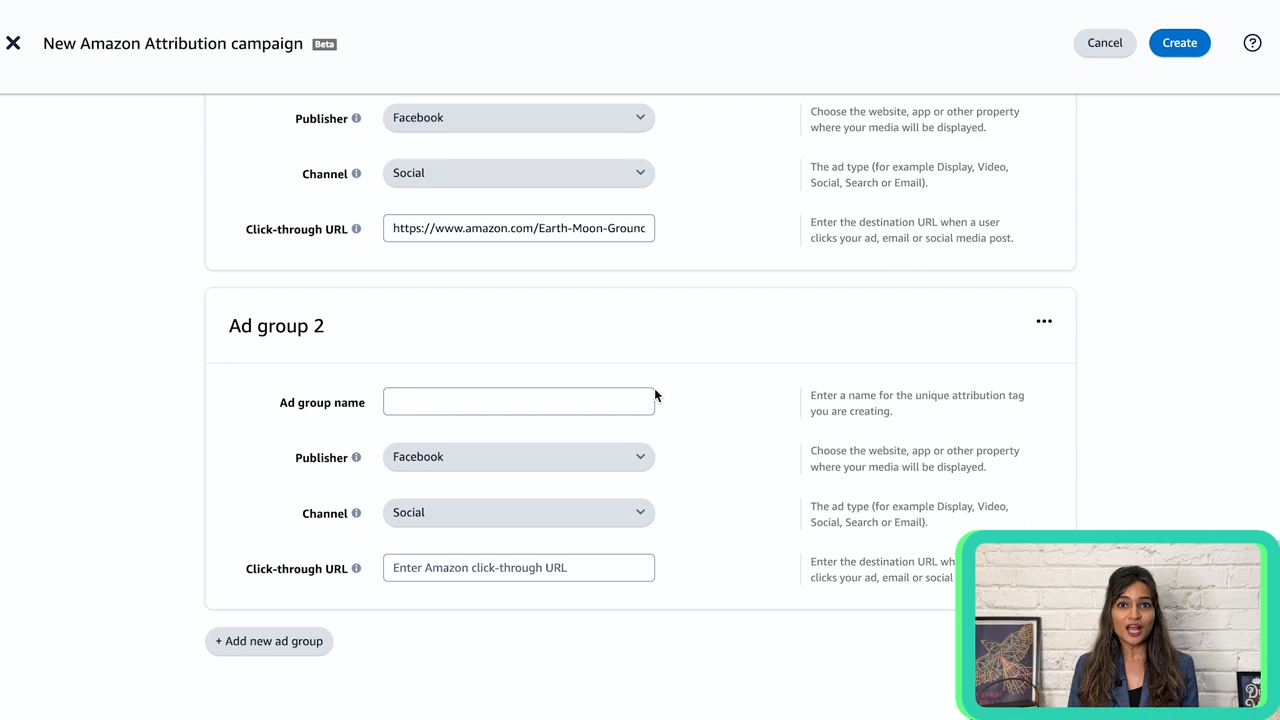 New Amazon Attribution campaign Beta
Cancel
Create
Publisher
Facebook
Choose the website, app or other property
where your media will be displayed.
Channel
Social
The ad type (for example Display, Video,
Social, Search or Email).
Click-through URL
https://www.amazon.com/Earth-Moon-Grounc
Enter the destination URL when a user
clicks your ad, email or social media post.
Ad group 2
Ad group name
Enter a name for the unique attribution tag
you are creating.
Publisher
Facebook
Choose the website, app or other property
where your media will be displayed.
Channel
Social
The ad type (for example Display, Video,
Social, Search or Email).
Click-through URL
Enter Amazon click-through URL
Enter the destination URL wh
clicks your ad, email or social
+ Add new ad group